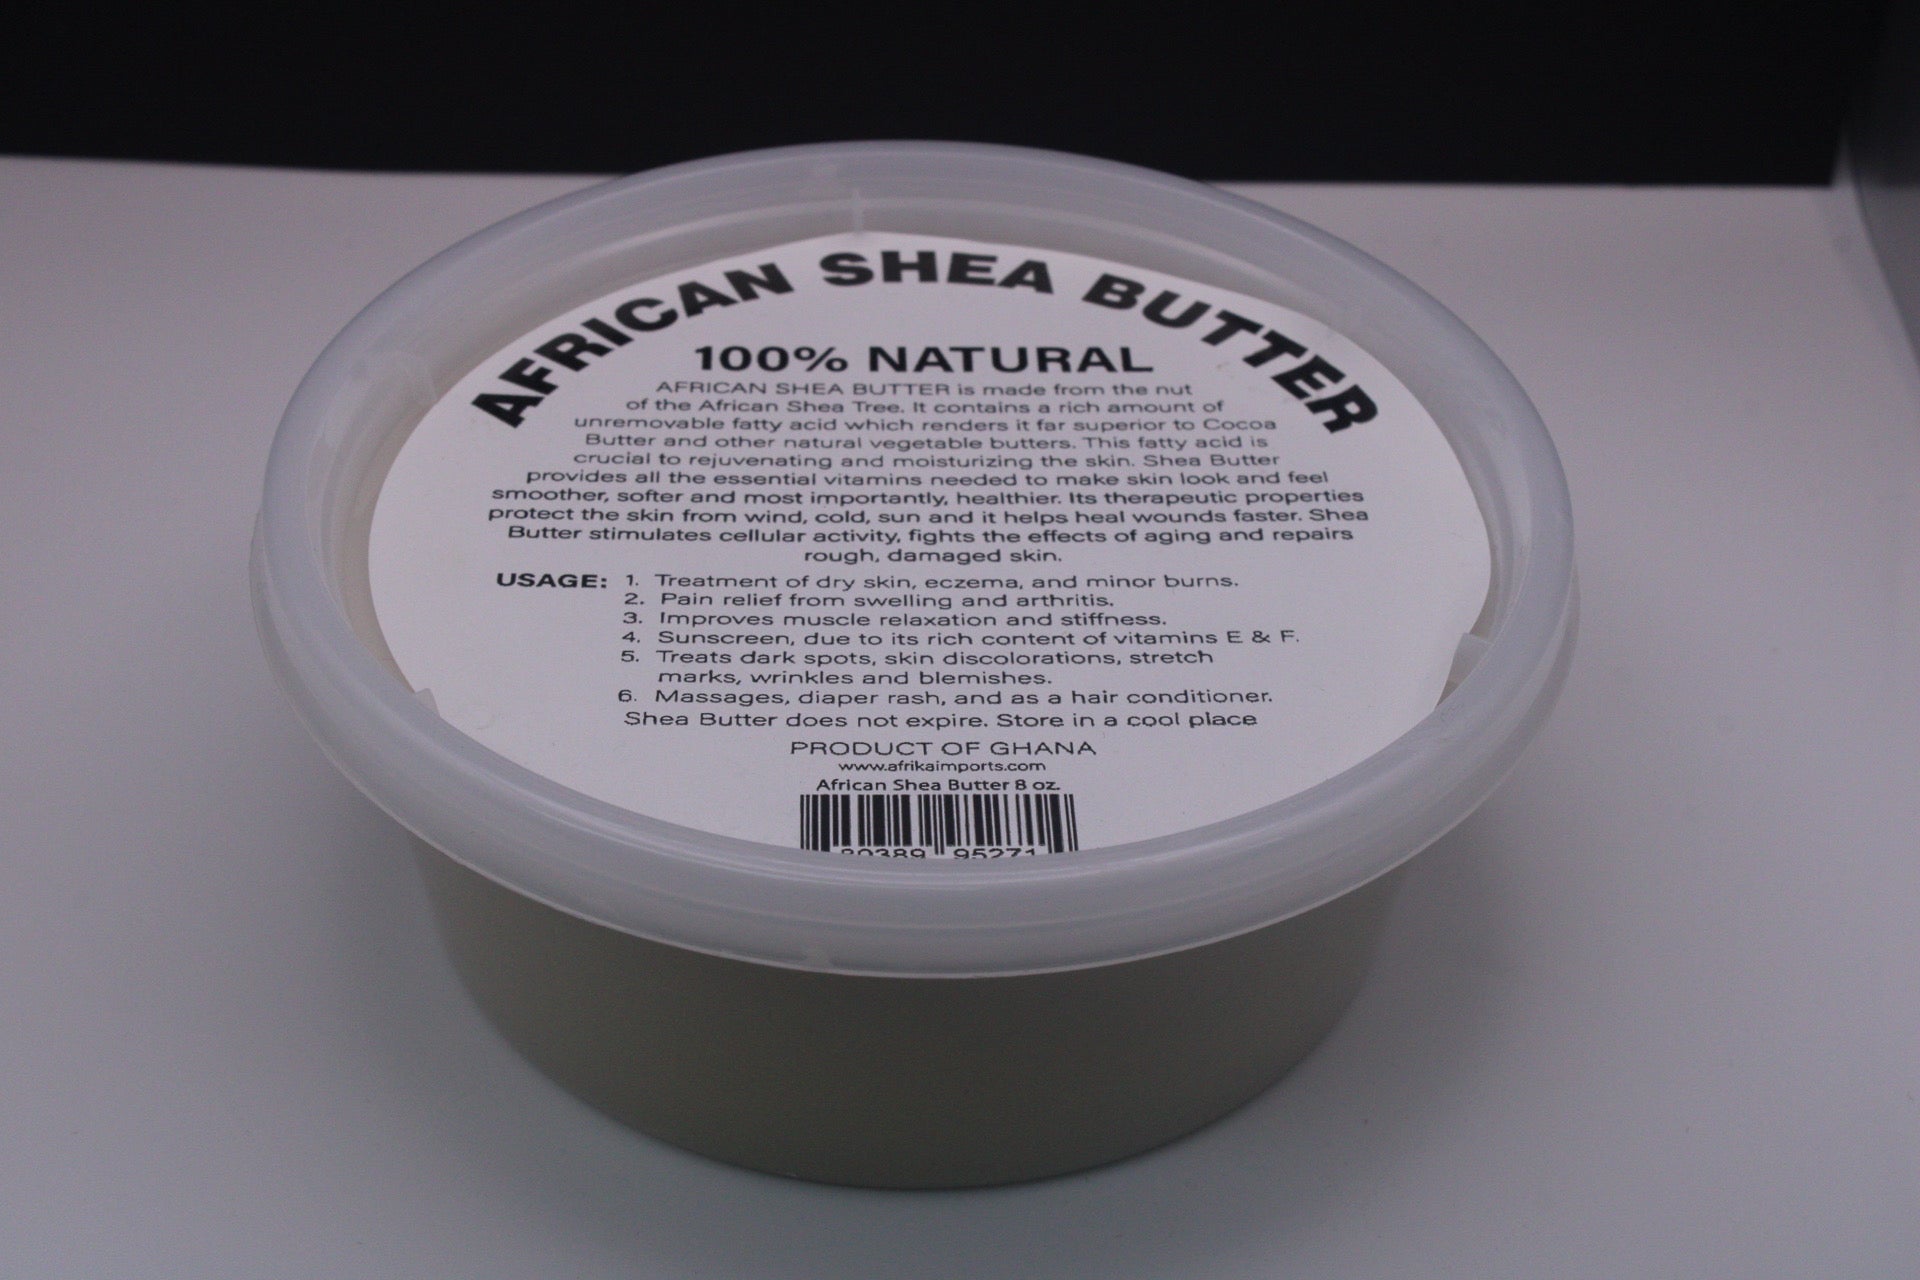 AFRICAN SHEA BUTTER
100% NATURAL
AFRICAN SHEA BUTTER is made from the nut
of the African Shea Tree. It contains a rich amount of
unremovable fatty acid which renders it far superior to Cocoa
Butter and other natural vegetable butters. This fatty acid is
crucial to rejuvenating and moisturizing the skin. Shea Butter
provides all the essential vitamins needed to make skin look and feel
smoother, softer and most importantly, healthier. Its therapeutic properties
protect the skin from wind, cold, sun and it helps heal wounds faster. Shea
Butter stimulates cellular activity, fights the effects of aging and repairs
rough, damaged skin.
USAGE: 1. Treatment of dry skin, eczema, and minor burns.
2. Pain relief from swelling and arthritis.
3. Improves muscle relaxation and stiffness.
4. Sunscreen, due to its rich content of vitamins E & F.
5. Treats dark spots, skin discolorations, stretch
marks, wrinkles and blemishes.
6. Massages, diaper rash, and as a hair conditioner.
Shea Butter does not expire. Store in a cool place
PRODUCT OF GHANA
www.afrikaimports.com
African Shea Butter 8 oz.
80389 95271